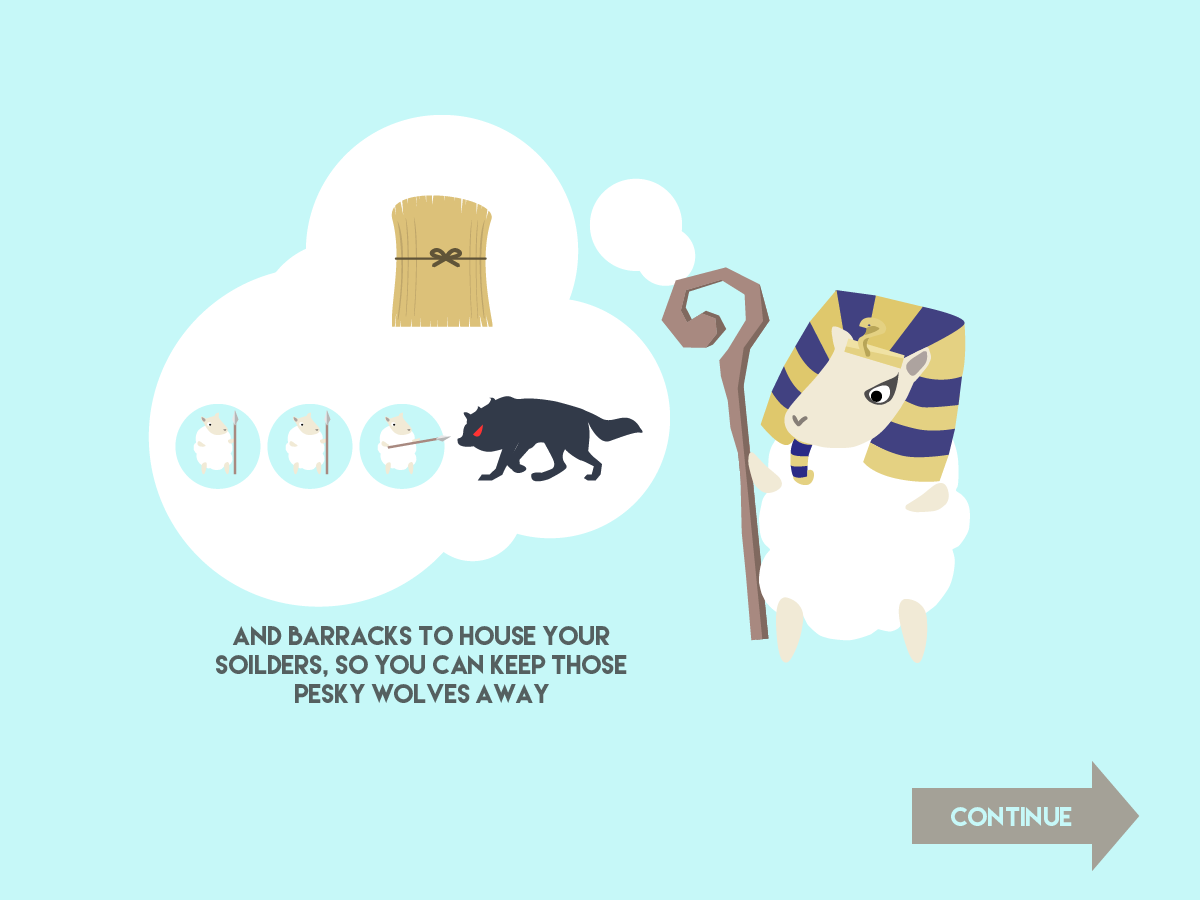 AND BARRACKS TO HOUSE YOUR
SOILDERS, SO YOU CAN KEEP THOSE
PESKY WOLVES AWAY
CONTINUE